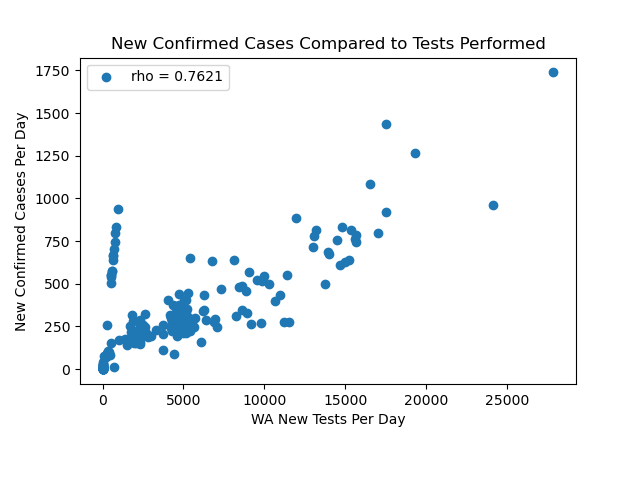 New Confirmed Cases Compared to Tests Performed
rho = 0.7621
1750
1500
1250
1000
750
500
250
0
New Confirmed Caeses Per Day
0 5000 10000 15000 20000 25000
WA New Tests Per Day